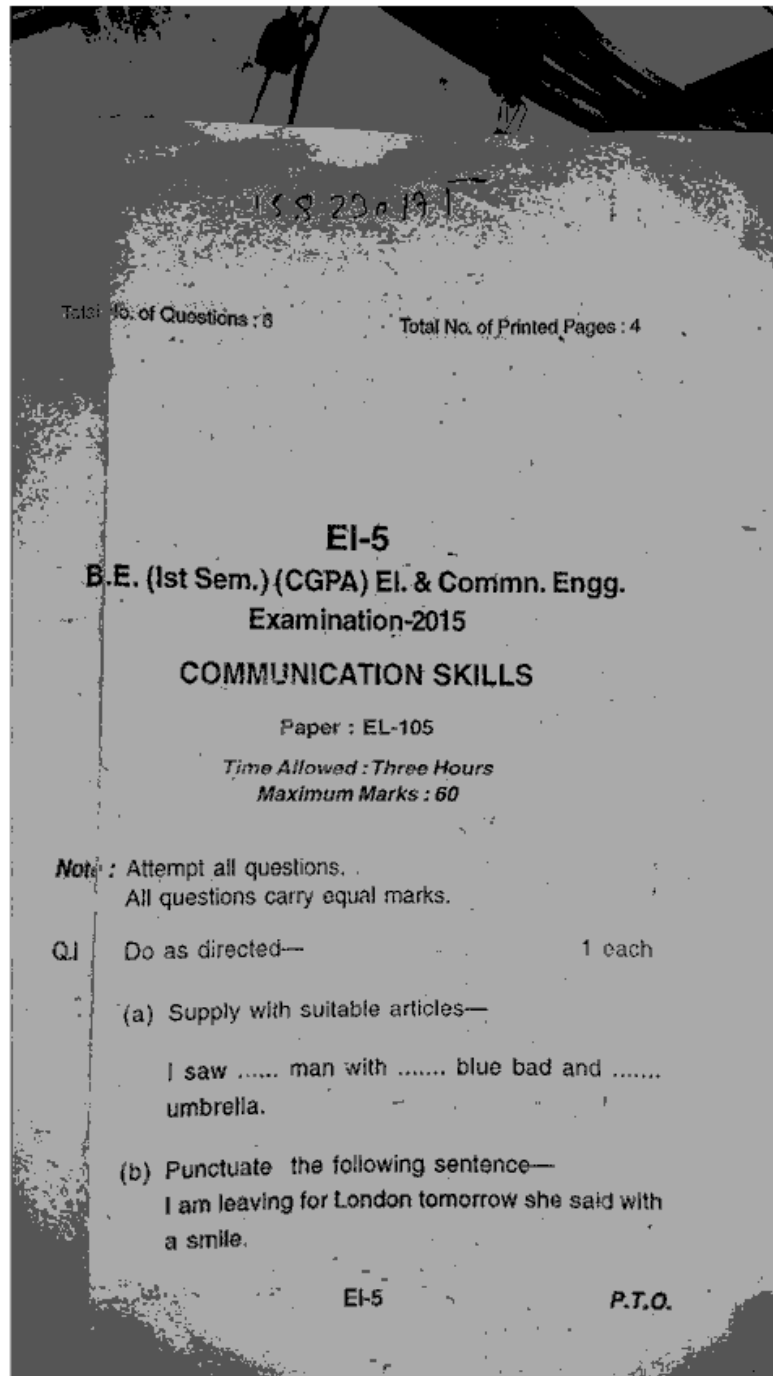 Total No. of Questions : 6
Total No. of Printed Pages : 4
EI-5
B.E. (Ist Sem.) (CGPA) El. & Commn. Engg.
Examination-2015
COMMUNICATION SKILLS
Paper : EL-105
Time Allowed : Three Hours
Maximum Marks : 60
Note : Attempt all questions.
All questions carry equal marks.
Q.I Do as directed— 1 each
(a) Supply with suitable articles—
I saw ...... man with ....... blue bad and .......
umbrella.
(b) Punctuate the following sentence—
I am leaving for London tomorrow she said with
a smile.
EI-5 P.T.O.